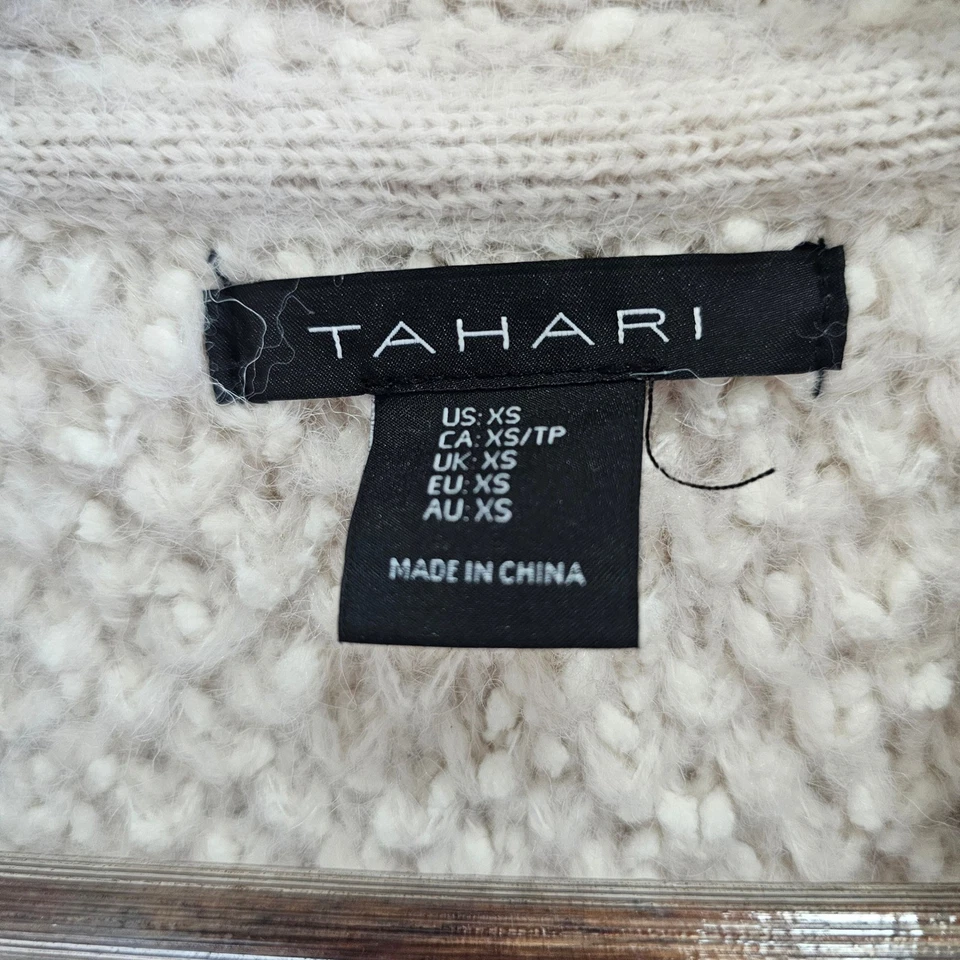 TAHARI
US: XS
CA: XS/TP
UK: XS
EU: XS
AU: XS
MADE IN CHINA